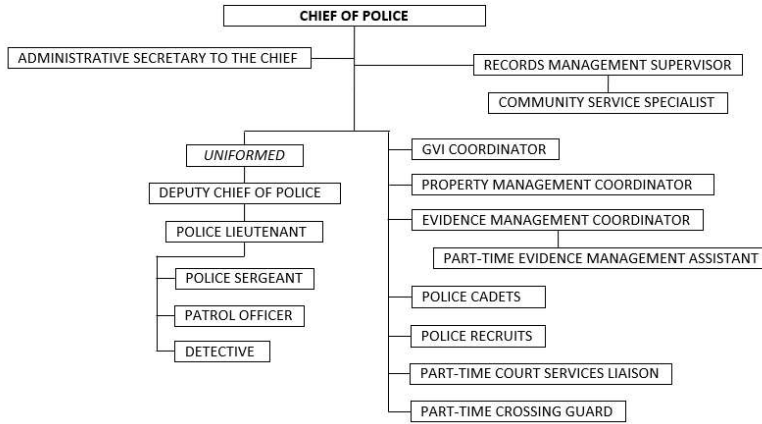 CHIEF OF POLICE
ADMINISTRATIVE SECRETARY TO THE CHIEF
RECORDS MANAGEMENT SUPERVISOR
COMMUNITY SERVICE SPECIALIST
UNIFORMED
DEPUTY CHIEF OF POLICE
POLICE LIEUTENANT
POLICE SERGEANT
PATROL OFFICER
DETECTIVE
GVI COORDINATOR
PROPERTY MANAGEMENT COORDINATOR
EVIDENCE MANAGEMENT COORDINATOR
PART-TIME EVIDENCE MANAGEMENT ASSISTANT
POLICE CADETS
POLICE RECRUITS
PART-TIME COURT SERVICES LIAISON
PART-TIME CROSSING GUARD